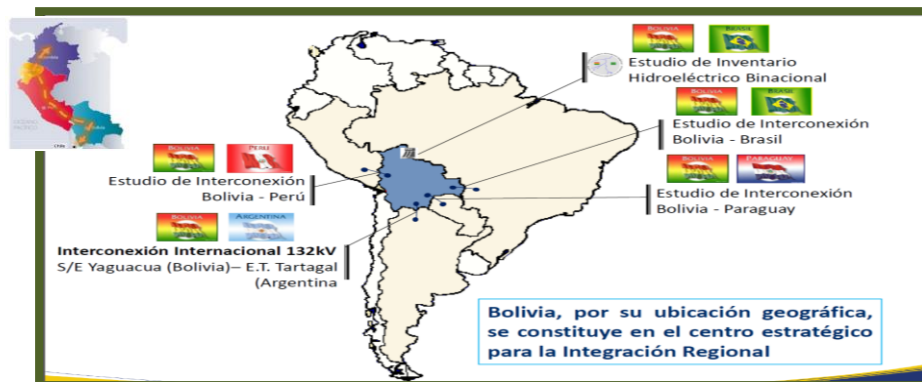 BOLIVIA
BRASIL
Estudio de Inventario
Hidroeléctrico Binacional
BOLIVIA
BRASIL
Estudio de Interconexión
Bolivia - Brasil
BOLIVIA
PERU
Estudio de Interconexión
Bolivia - Perú
BOLIVIA
PARAGUAY
Estudio de Interconexión
Bolivia - Paraguay
BOLIVIA
ARGENTINA
Interconexión Internacional 132kV
S/E Yaguacua (Bolivia)– E.T. Tartagal
(Argentina
Bolivia, por su ubicación geográfica,
se constituye en el centro estratégico
para la Integración Regional